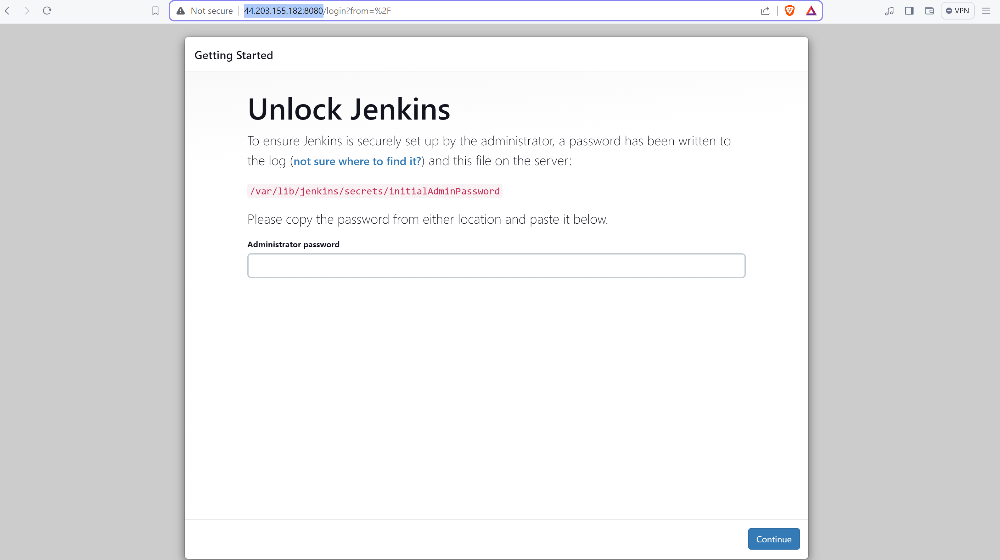 Not secure 44.203.155.182:8080/login?from=%2F VPN
Getting Started
Unlock Jenkins
To ensure Jenkins is securely set up by the administrator, a password has been written to
the log (not sure where to find it?) and this file on the server:
/var/lib/jenkins/secrets/initialAdminPassword
Please copy the password from either location and paste it below.
Administrator password
Continue